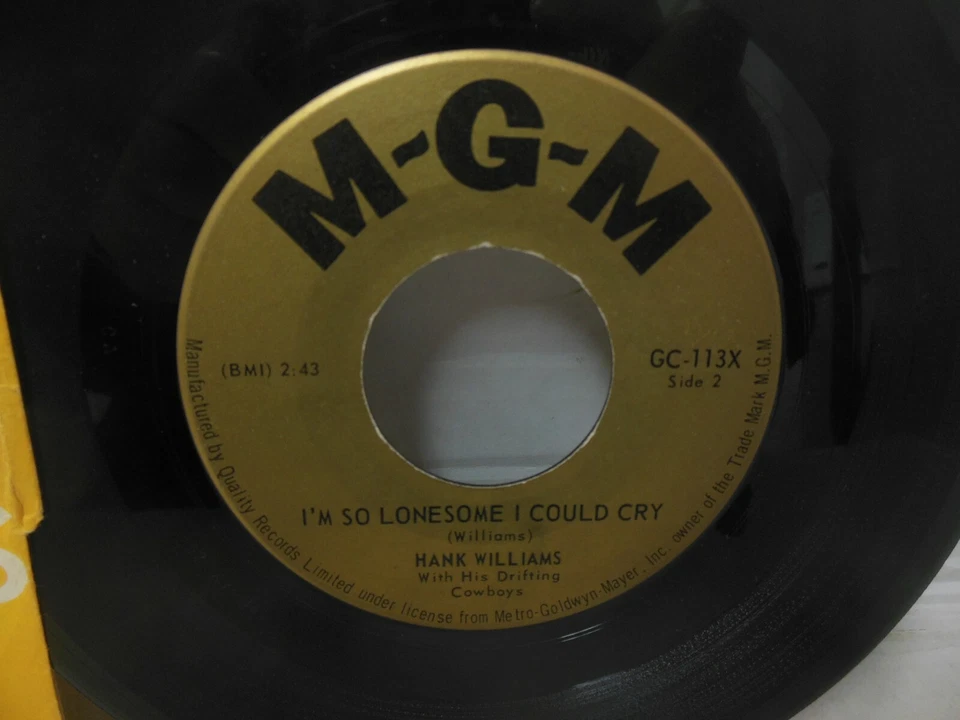 M-G-M
(BMI) 2:43
GC-113X
Side 2
I'M SO LONESOME I COULD CRY
(Williams)
HANK WILLIAMS
With His Drifting
Cowboys
Manufactured by Quality Records Limited under license from Metro-Goldwyn-Mayer, Inc. owner of the Trade Mark M.G.M.